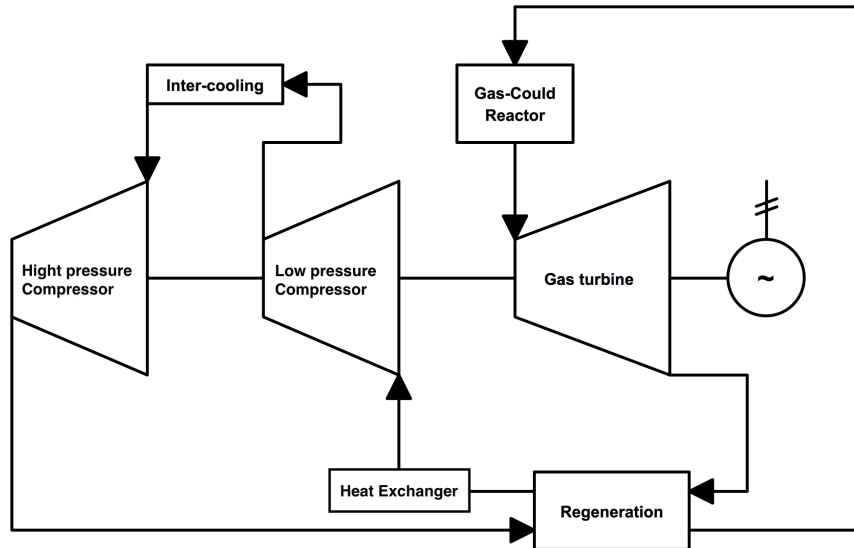 Inter-cooling
Gas-Could
Reactor
Hight pressure
Compressor
Low pressure
Compressor
Gas turbine
~
Heat Exchanger
Regeneration